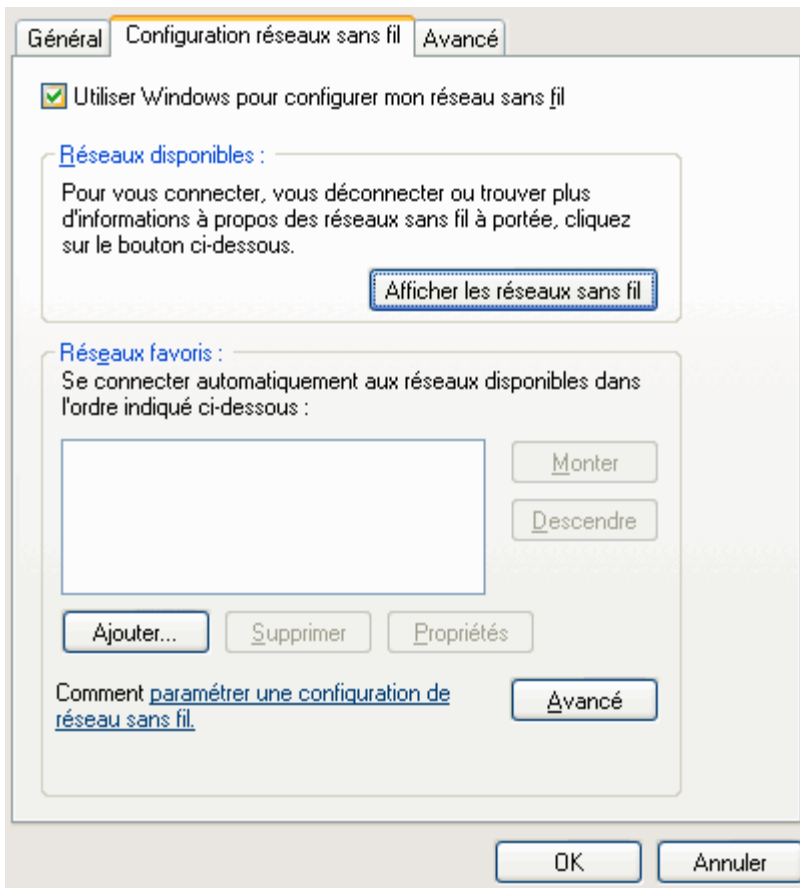 Général Configuration réseaux sans fil Avancé
Utiliser Windows pour configurer mon réseau sans fil
Réseaux disponibles :
Pour vous connecter, vous déconnecter ou trouver plus
d'informations à propos des réseaux sans fil à portée, cliquez
sur le bouton ci-dessous.
Afficher les réseaux sans fil
Réseaux favoris :
Se connecter automatiquement aux réseaux disponibles dans
l'ordre indiqué ci-dessous :
Monter
Descendre
Ajouter... Supprimer Propriétés
Comment paramétrer une configuration de
réseau sans fil.
Avancé
OK Annuler